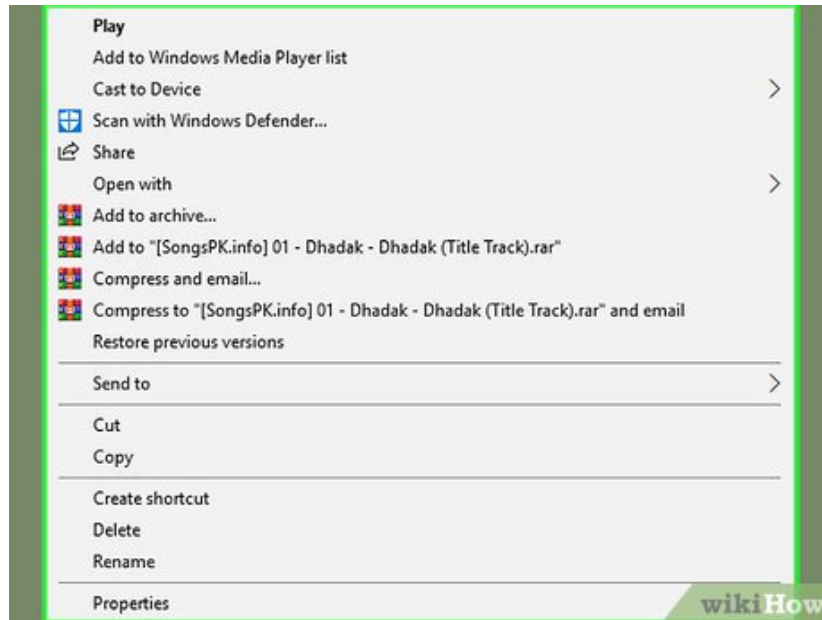 Play
Add to Windows Media Player list
Cast to Device
Scan with Windows Defender...
Share
Open with
Add to archive...
Add to "[SongsPK.info] 01 - Dhadak - Dhadak (Title Track).rar"
Compress and email...
Compress to "[SongsPK.info] 01 - Dhadak - Dhadak (Title Track).rar" and email
Restore previous versions
Send to
Cut
Copy
Create shortcut
Delete
Rename
Properties
wikiHow